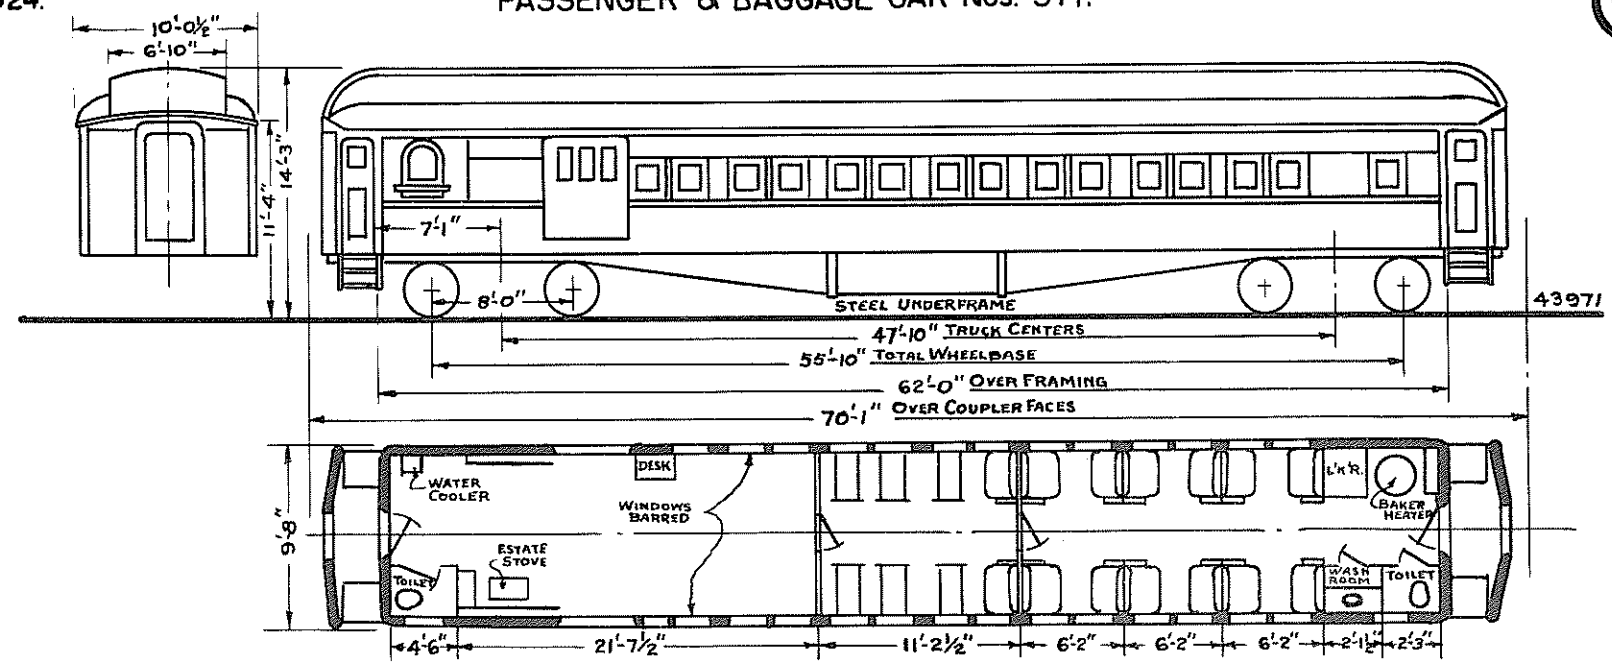 924.
PASSENGER & BAGGAGE CAR Nos. 971.
10'-0½"
6'-10"
14'-3"
11'-4"
7'-1"
8'-0"
STEEL UNDERFRAME
43971
47'-10" TRUCK CENTERS
55'-10" TOTAL WHEELBASE
62'-0" OVER FRAMING
70'-1" OVER COUPLER FACES
9'-8"
WATER
COOLER
DESK
WINDOWS
BARRED
ESTATE
STOVE
TOILET
L'K'R.
BAKER
HEATER
WASH
ROOM
TOILET
4'-6" 21'-7½" 11'-2½" 6'-2" 6'-2" 6'-2" 2'-1½" 2'-3"